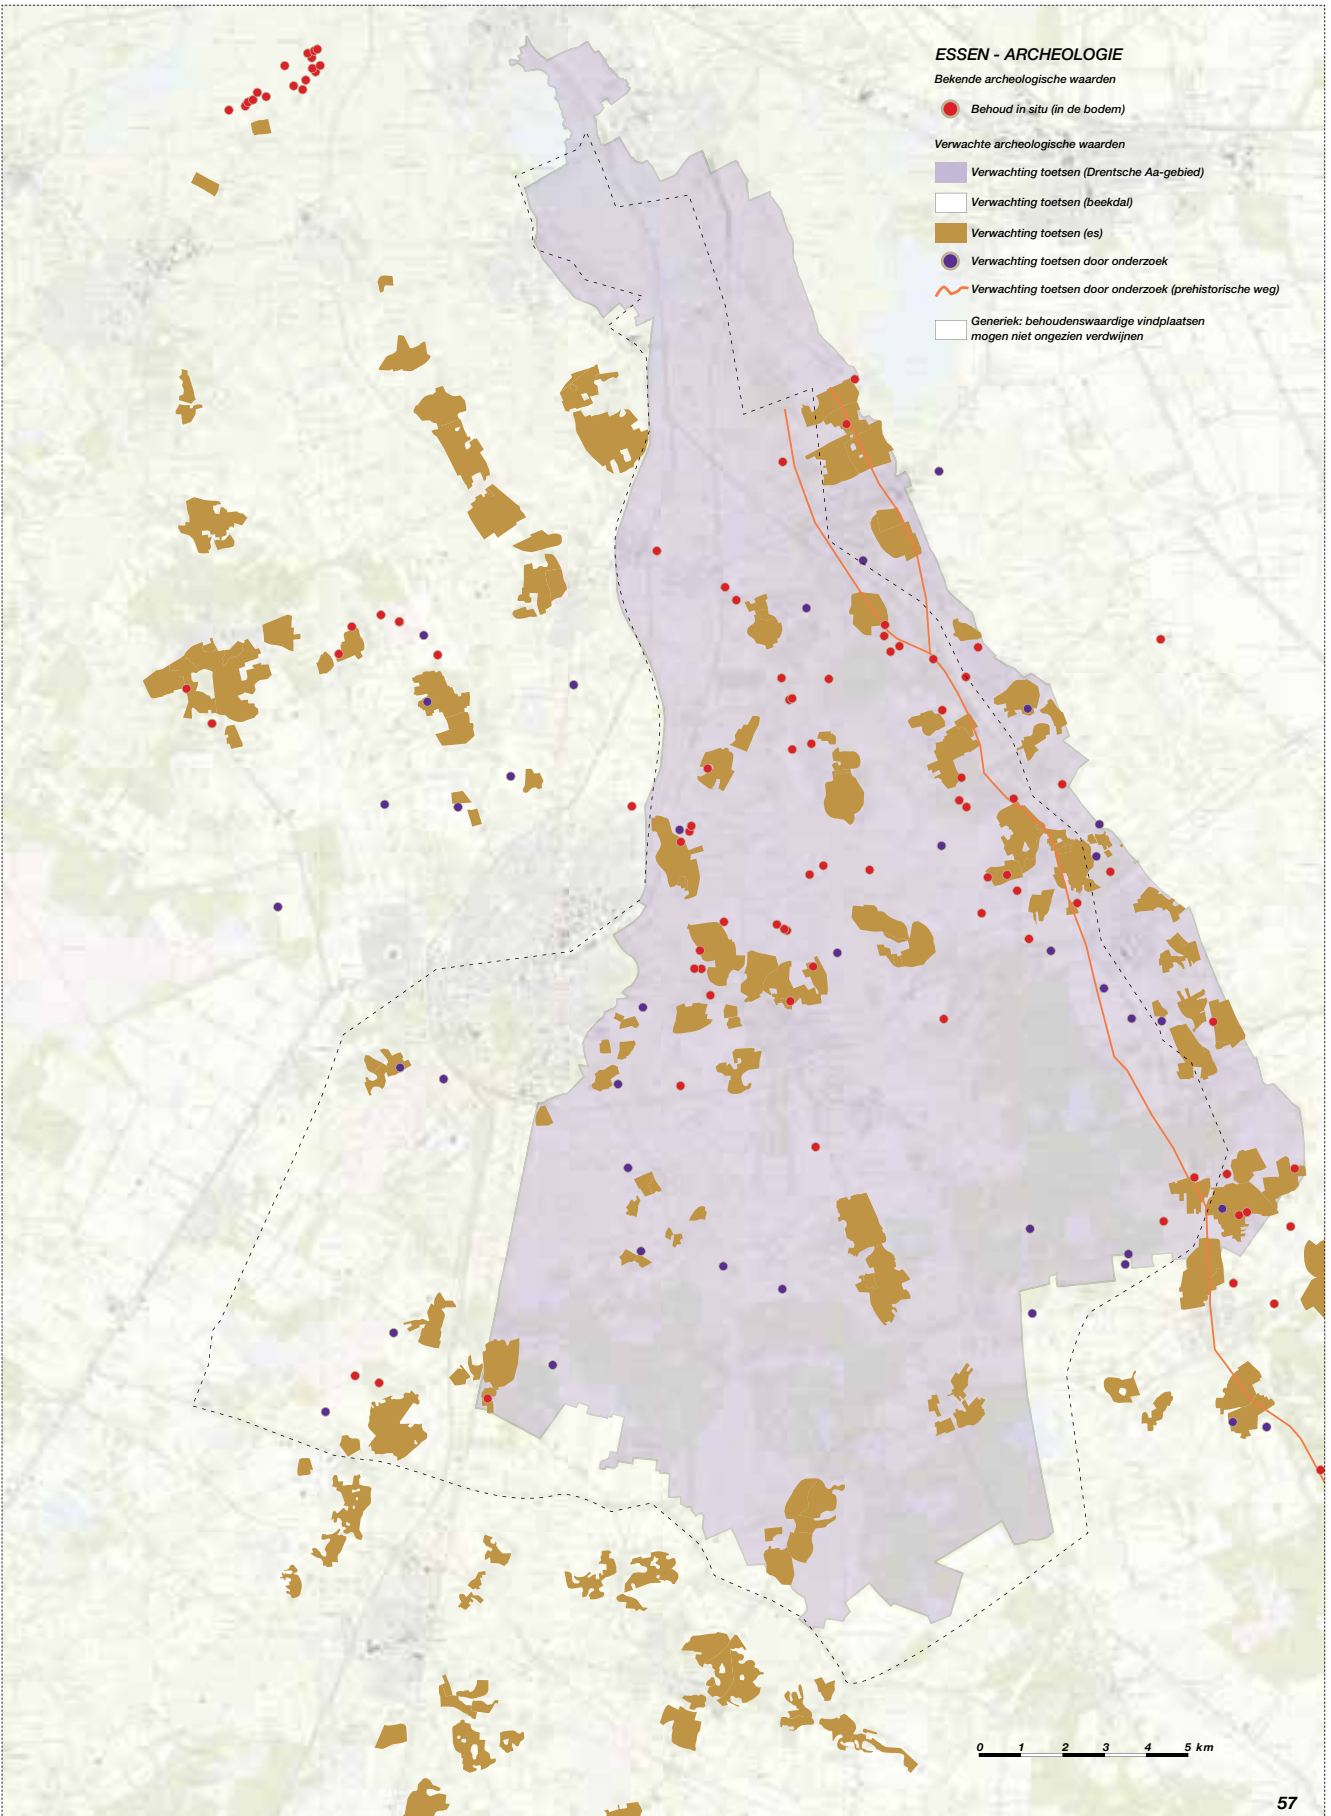 ESSEN - ARCHEOLOGIE
Bekende archeologische waarden
Behoud in situ (in de bodem)
Verwachte archeologische waarden
Verwachting toetsen (Drentsche Aa-gebied)
Verwachting toetsen (beekdal)
Verwachting toetsen (es)
Verwachting toetsen door onderzoek
Verwachting toetsen door onderzoek (prehistorische weg)
Generiek: behoudenswaardige vindplaatsen
mogen niet ongezien verdwijnen
0 1 2 3 4 5 km
57